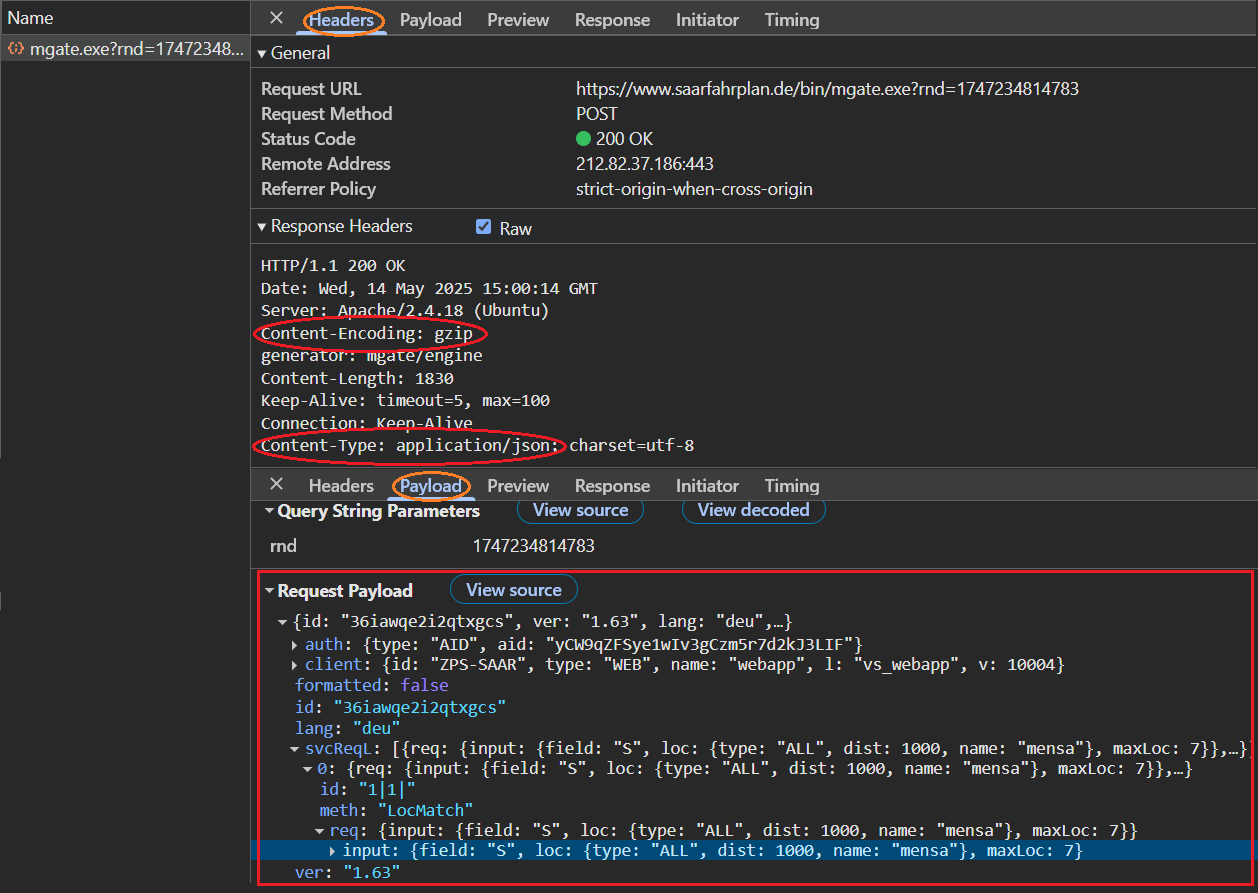 Name
mgate.exe?rnd=17472348...
Headers Payload Preview Response Initiator Timing
General
Request URL https://www.saarfahrplan.de/bin/mgate.exe?rnd=1747234814783
Request Method POST
Status Code 200 OK
Remote Address 212.82.37.186:443
Referrer Policy strict-origin-when-cross-origin
Response Headers Raw
HTTP/1.1 200 OK
Date: Wed, 14 May 2025 15:00:14 GMT
Server: Apache/2.4.18 (Ubuntu)
Content-Encoding: gzip
generator: mgate/engine
Content-Length: 1830
Keep-Alive: timeout=5, max=100
Connection: Keep-Alive
Content-Type: application/json; charset=utf-8
Headers Payload Preview Response Initiator Timing
Query String Parameters View source View decoded
rnd 1747234814783
Request Payload View source
{id: "36iawqe2i2qtxgcs", ver: "1.63", lang: "deu",…}
auth: {type: "AID", aid: "yCW9qZFSye1wIv3gCzm5r7d2kJ3LIF"}
client: {id: "ZPS-SAAR", type: "WEB", name: "webapp", l: "vs_webapp", v: 10004}
formatted: false
id: "36iawqe2i2qtxgcs"
lang: "deu"
svcReqL: [{req: {input: {field: "S", loc: {type: "ALL", dist: 1000, name: "mensa"}, maxLoc: 7}},…}]
0: {req: {input: {field: "S", loc: {type: "ALL", dist: 1000, name: "mensa"}, maxLoc: 7}},…}
id: "1|1|"
meth: "LocMatch"
req: {input: {field: "S", loc: {type: "ALL", dist: 1000, name: "mensa"}, maxLoc: 7}}
input: {field: "S", loc: {type: "ALL", dist: 1000, name: "mensa"}, maxLoc: 7}
ver: "1.63"